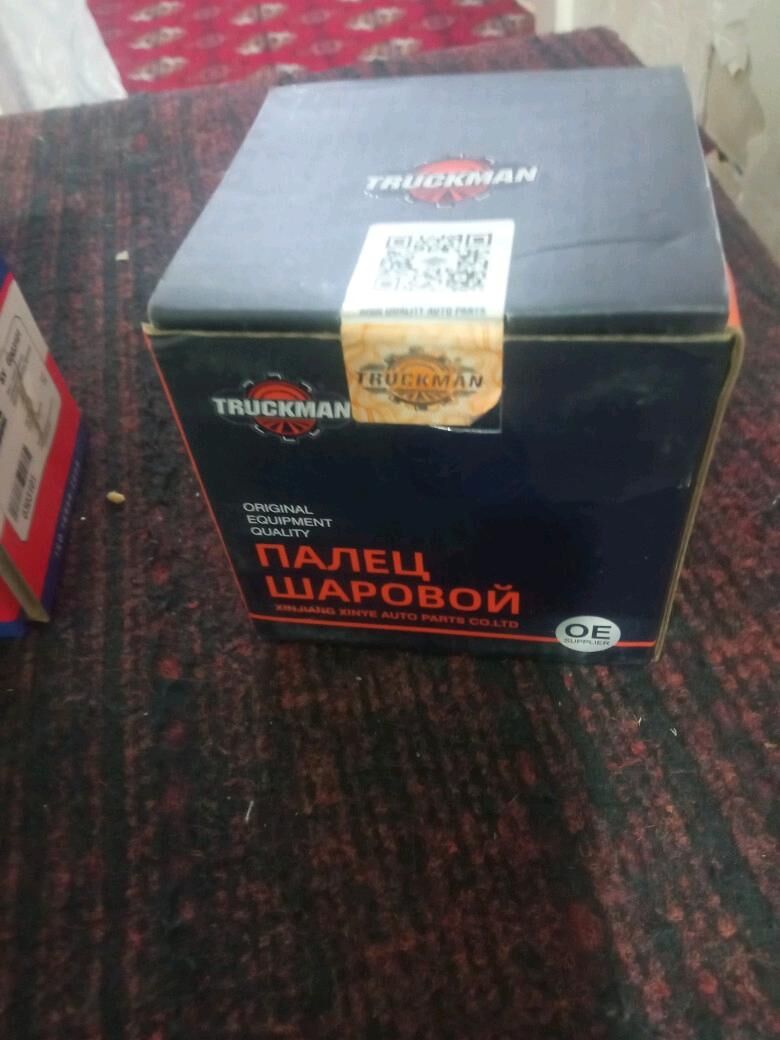 TRUCKMAN
HIGH QUALITY AUTO PARTS
TRUCKMAN
TRUCKMAN
ORIGINAL
EQUIPMENT
QUALITY
ПАЛЕЦ
ШАРОВОЙ
XINJIANG XINYE AUTO PARTS CO.LTD
OE
SUPPLIER